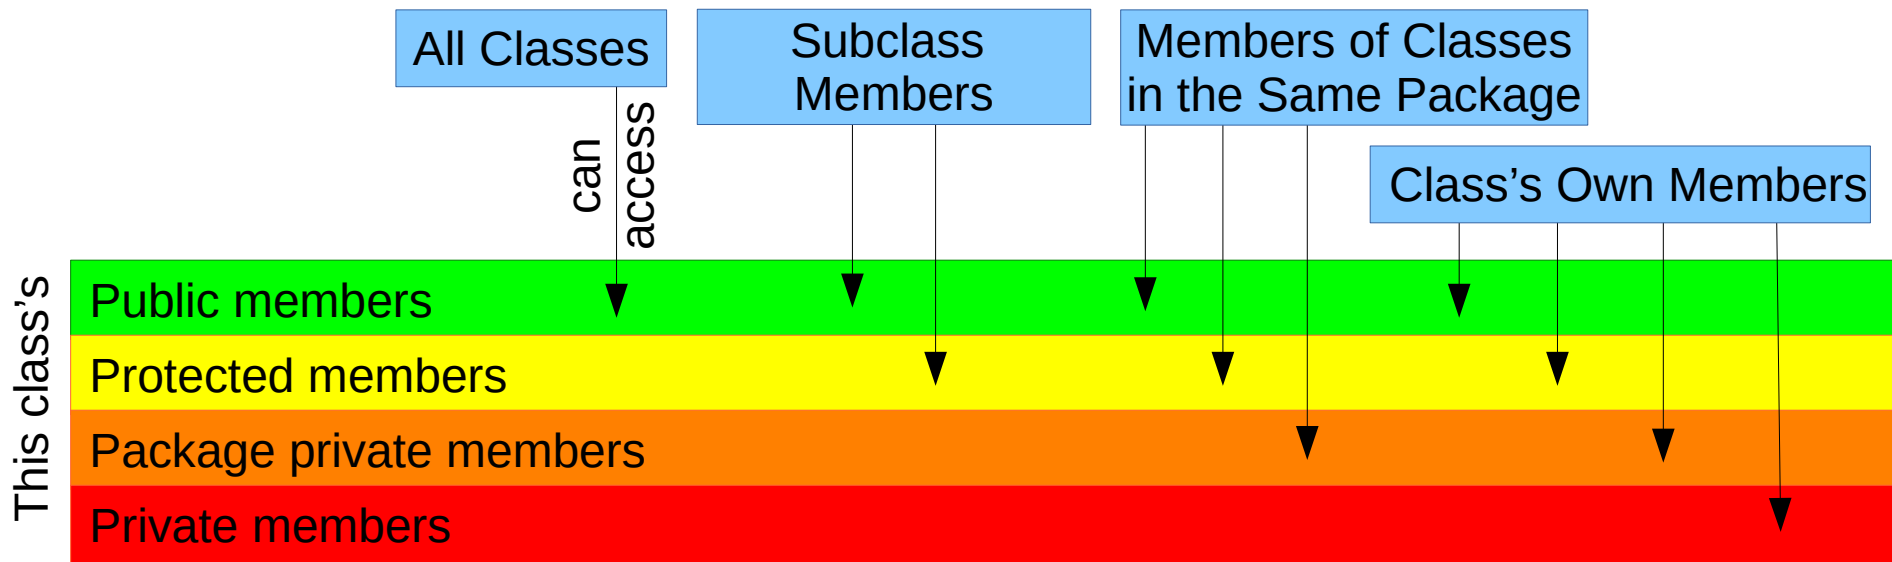 All Classes
Subclass
Members
Members of Classes
in the Same Package
can
access
Class’s Own Members
This class’s
Public members
Protected members
Package private members
Private members